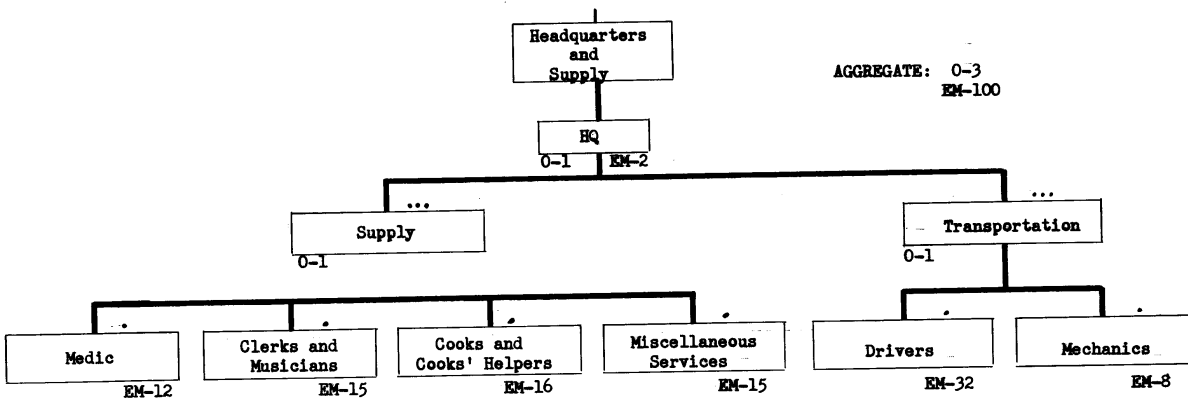 Headquarters
and
Supply
AGGREGATE: O-3
EM-100
HQ
O-1 EM-2
Supply
O-1
Transportation
O-1
Medic
EM-12
Clerks and
Musicians
EM-15
Cooks and
Cooks' Helpers
EM-16
Miscellaneous
Services
EM-15
Drivers
EM-32
Mechanics
EM-8